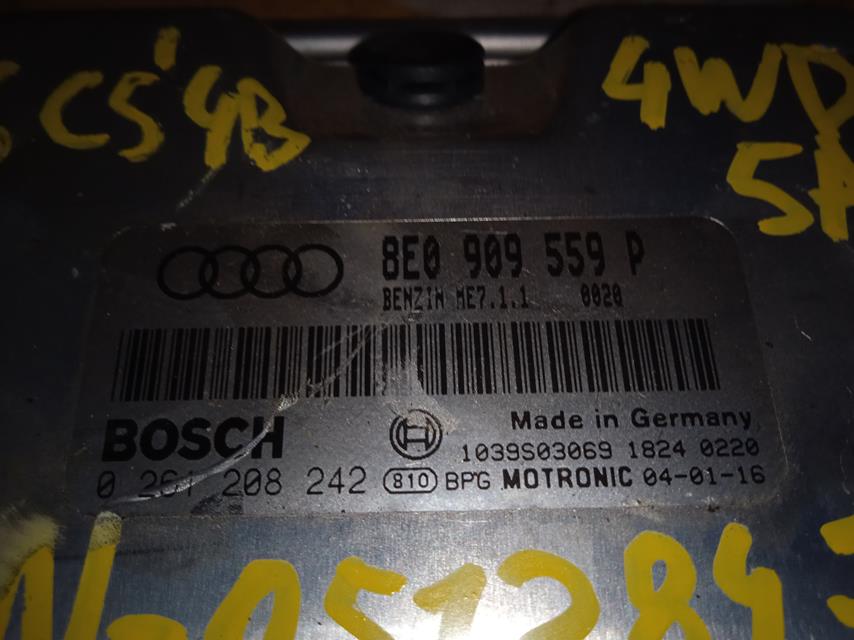 C5 4B
4WD
5A
8E0 909 559 P
BENZIN ME7.1.1 0020
BOSCH
Made in Germany
1039S03069 1824 0220
0 261 208 242 810 BPG MOTRONIC 04-01-16